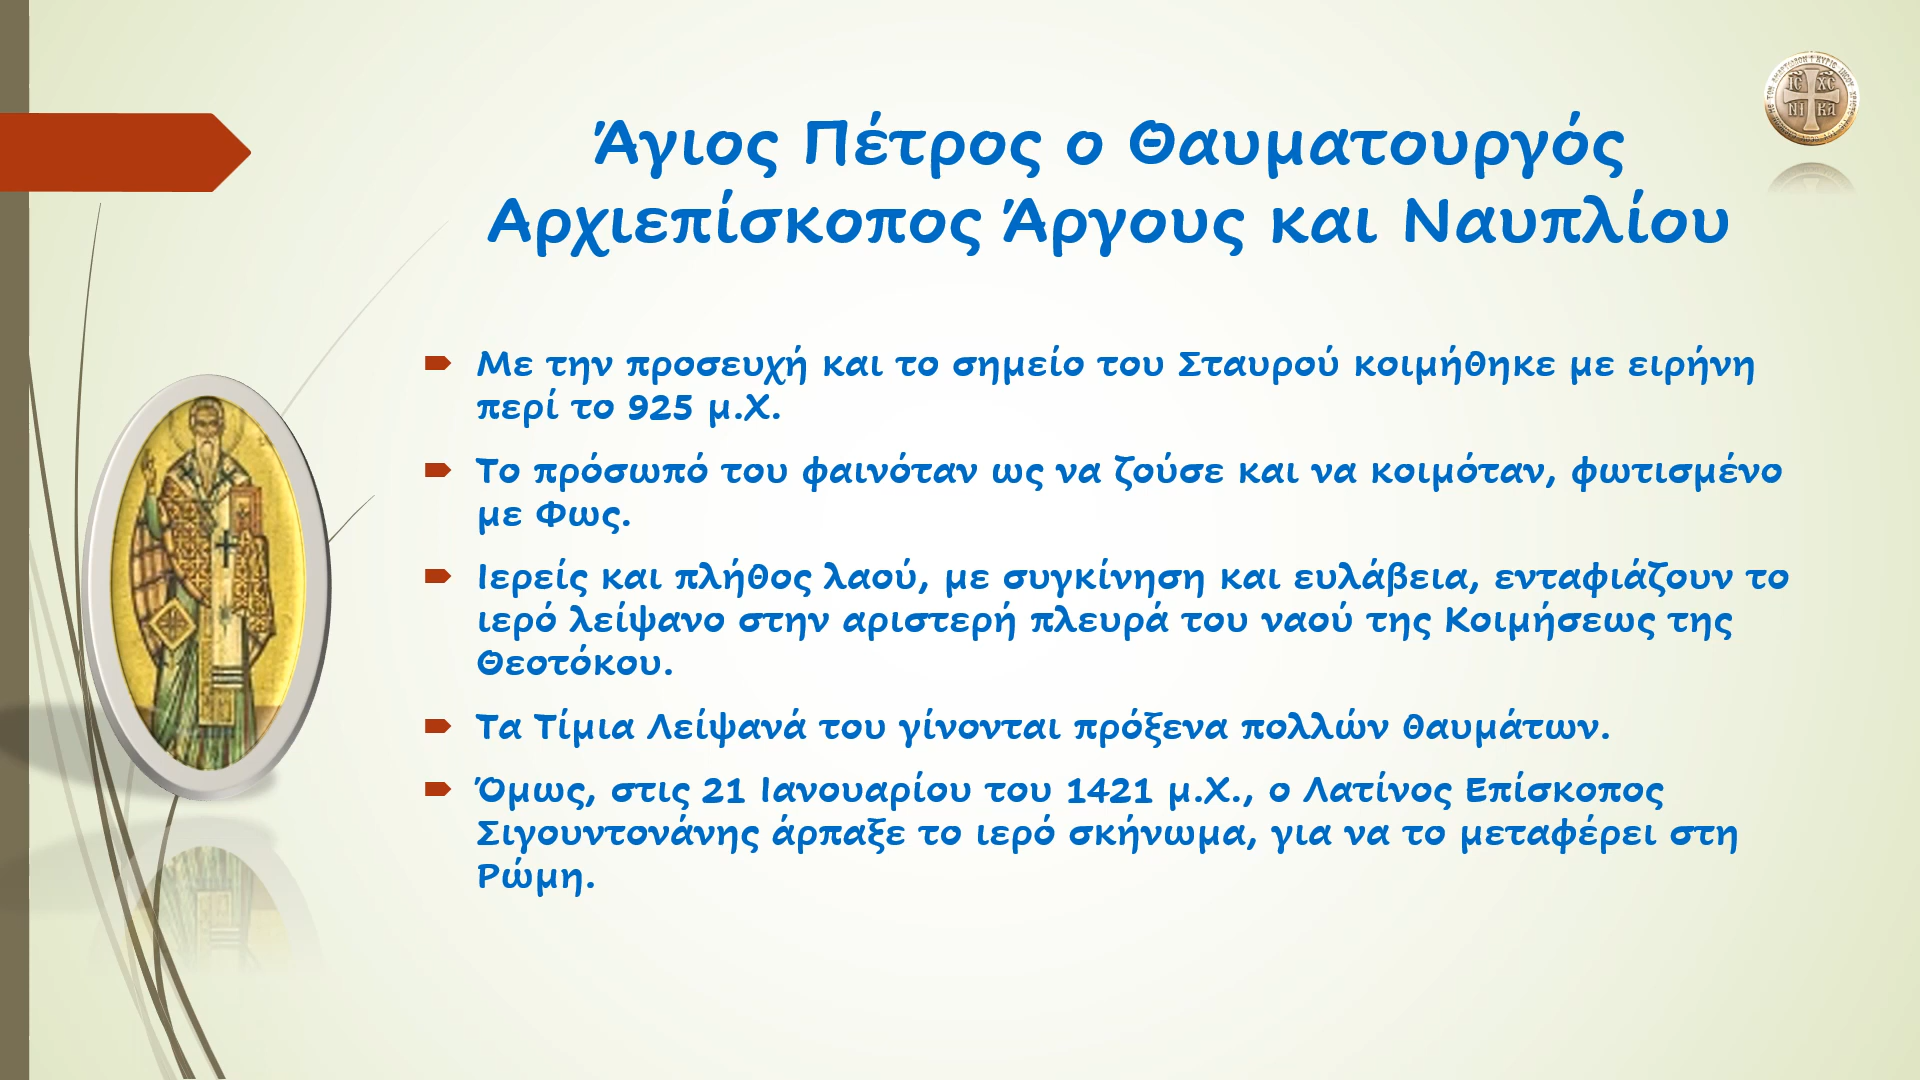 Άγιος Πέτρος ο Θαυματουργός
Αρχιεπίσκοπος Άργους και Ναυπλίου
Με την προσευχή και το σημείο του Σταυρού κοιμήθηκε με ειρήνη
περί το 925 μ.Χ.
Το πρόσωπό του φαινόταν ως να ζούσε και να κοιμόταν, φωτισμένο
με Φως.
Ιερείς και πλήθος λαού, με συγκίνηση και ευλάβεια, ενταφιάζουν το
ιερό λείψανο στην αριστερή πλευρά του ναού της Κοιμήσεως της
Θεοτόκου.
Τα Τίμια Λείψανά του γίνονται πρόξενα πολλών θαυμάτων.
Όμως, στις 21 Ιανουαρίου του 1421 μ.Χ., ο Λατίνος Επίσκοπος
Σιγουντονάνης άρπαξε το ιερό σκήνωμα, για να το μεταφέρει στη
Ρώμη.
IC XC
NI KA